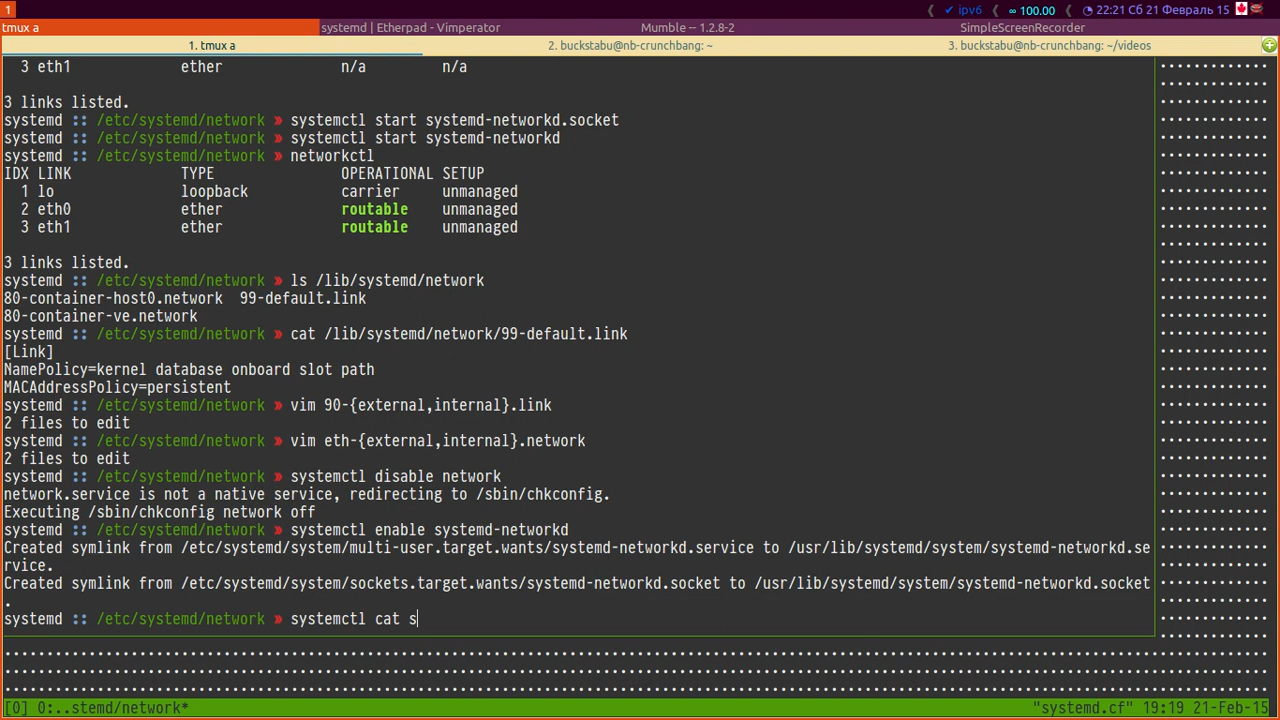 1
ipv6 ∞ 100.00 22:21 Сб 21 Февраль 15
tmux a systemd | Etherpad - Vimperator Mumble -- 1.2.8-2 SimpleScreenRecorder
1. tmux a 2. buckstabu@nb-crunchbang: ~ 3. buckstabu@nb-crunchbang: ~/videos
3 eth1 ether n/a n/a
3 links listed.
systemd :: /etc/systemd/network » systemctl start systemd-networkd.socket
systemd :: /etc/systemd/network » systemctl start systemd-networkd
systemd :: /etc/systemd/network » networkctl
IDX LINK TYPE OPERATIONAL SETUP
1 lo loopback carrier unmanaged
2 eth0 ether routable unmanaged
3 eth1 ether routable unmanaged
3 links listed.
systemd :: /etc/systemd/network » ls /lib/systemd/network
80-container-host0.network 99-default.link
80-container-ve.network
systemd :: /etc/systemd/network » cat /lib/systemd/network/99-default.link
[Link]
NamePolicy=kernel database onboard slot path
MACAddressPolicy=persistent
systemd :: /etc/systemd/network » vim 90-{external,internal}.link
2 files to edit
systemd :: /etc/systemd/network » vim eth-{external,internal}.network
2 files to edit
systemd :: /etc/systemd/network » systemctl disable network
network.service is not a native service, redirecting to /sbin/chkconfig.
Executing /sbin/chkconfig network off
systemd :: /etc/systemd/network » systemctl enable systemd-networkd
Created symlink from /etc/systemd/system/multi-user.target.wants/systemd-networkd.service to /usr/lib/systemd/system/systemd-networkd.se
rvice.
Created symlink from /etc/systemd/system/sockets.target.wants/systemd-networkd.socket to /usr/lib/systemd/system/systemd-networkd.socket
.
systemd :: /etc/systemd/network » systemctl cat s
[0] 0:..stemd/network* "systemd.cf" 19:19 21-Feb-15